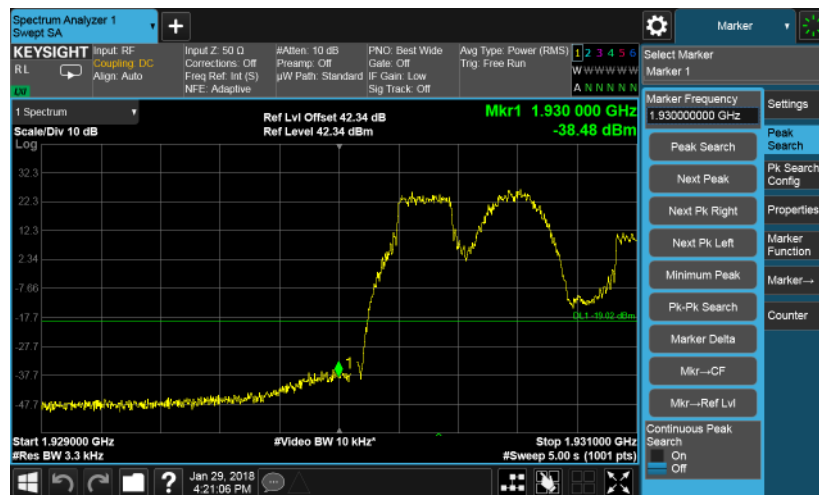 Spectrum Analyzer 1
Swept SA
Marker
KEYSIGHT
RL
LXI
Input: RF
Coupling: DC
Align: Auto
Input Z: 50 Ω
Corrections: Off
Freq Ref: Int (S)
NFE: Adaptive
#Atten: 10 dB
Preamp: Off
µW Path: Standard
PNO: Best Wide
Gate: Off
IF Gain: Low
Sig Track: Off
Avg Type: Power (RMS)
Trig: Free Run
1 2 3 4 5 6
W W W W W W
A N N N N N
Select Marker
Marker 1
1 Spectrum
Scale/Div 10 dB
Log
Ref Lvl Offset 42.34 dB
Ref Level 42.34 dBm
Mkr1 1.930 000 GHz
-38.48 dBm
32.3
22.3
12.3
2.34
-7.66
-17.7
-27.7
-37.7
-47.7
DL1 -19.02 dBm
1
Start 1.929000 GHz
#Res BW 3.3 kHz
#Video BW 10 kHz*
Stop 1.931000 GHz
#Sweep 5.00 s (1001 pts)
Marker Frequency
1.930000000 GHz
Peak Search
Next Peak
Next Pk Right
Next Pk Left
Minimum Peak
Pk-Pk Search
Marker Delta
Mkr→CF
Mkr→Ref Lvl
Continuous Peak
Search
On
Off
Settings
Peak
Search
Pk Search
Config
Properties
Marker
Function
Marker→
Counter
?
Jan 29, 2018
4:21:06 PM